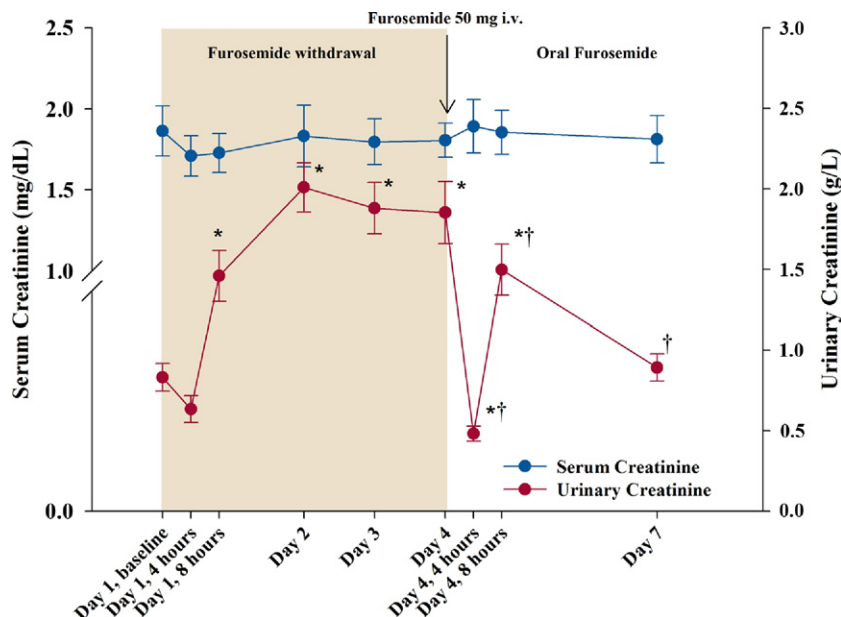 Furosemide 50 mg i.v.
Furosemide withdrawal
Oral Furosemide
Serum Creatinine (mg/dL)
2.5
2.0
1.5
1.0
0.0
Urinary Creatinine (g/L)
3.0
2.5
2.0
1.5
1.0
0.5
0.0
*
*
*
*
*†
*†
†
Serum Creatinine
Urinary Creatinine
Day 1, baseline
Day 1, 4 hours
Day 1, 8 hours
Day 2
Day 3
Day 4
Day 4, 4 hours
Day 4, 8 hours
Day 7